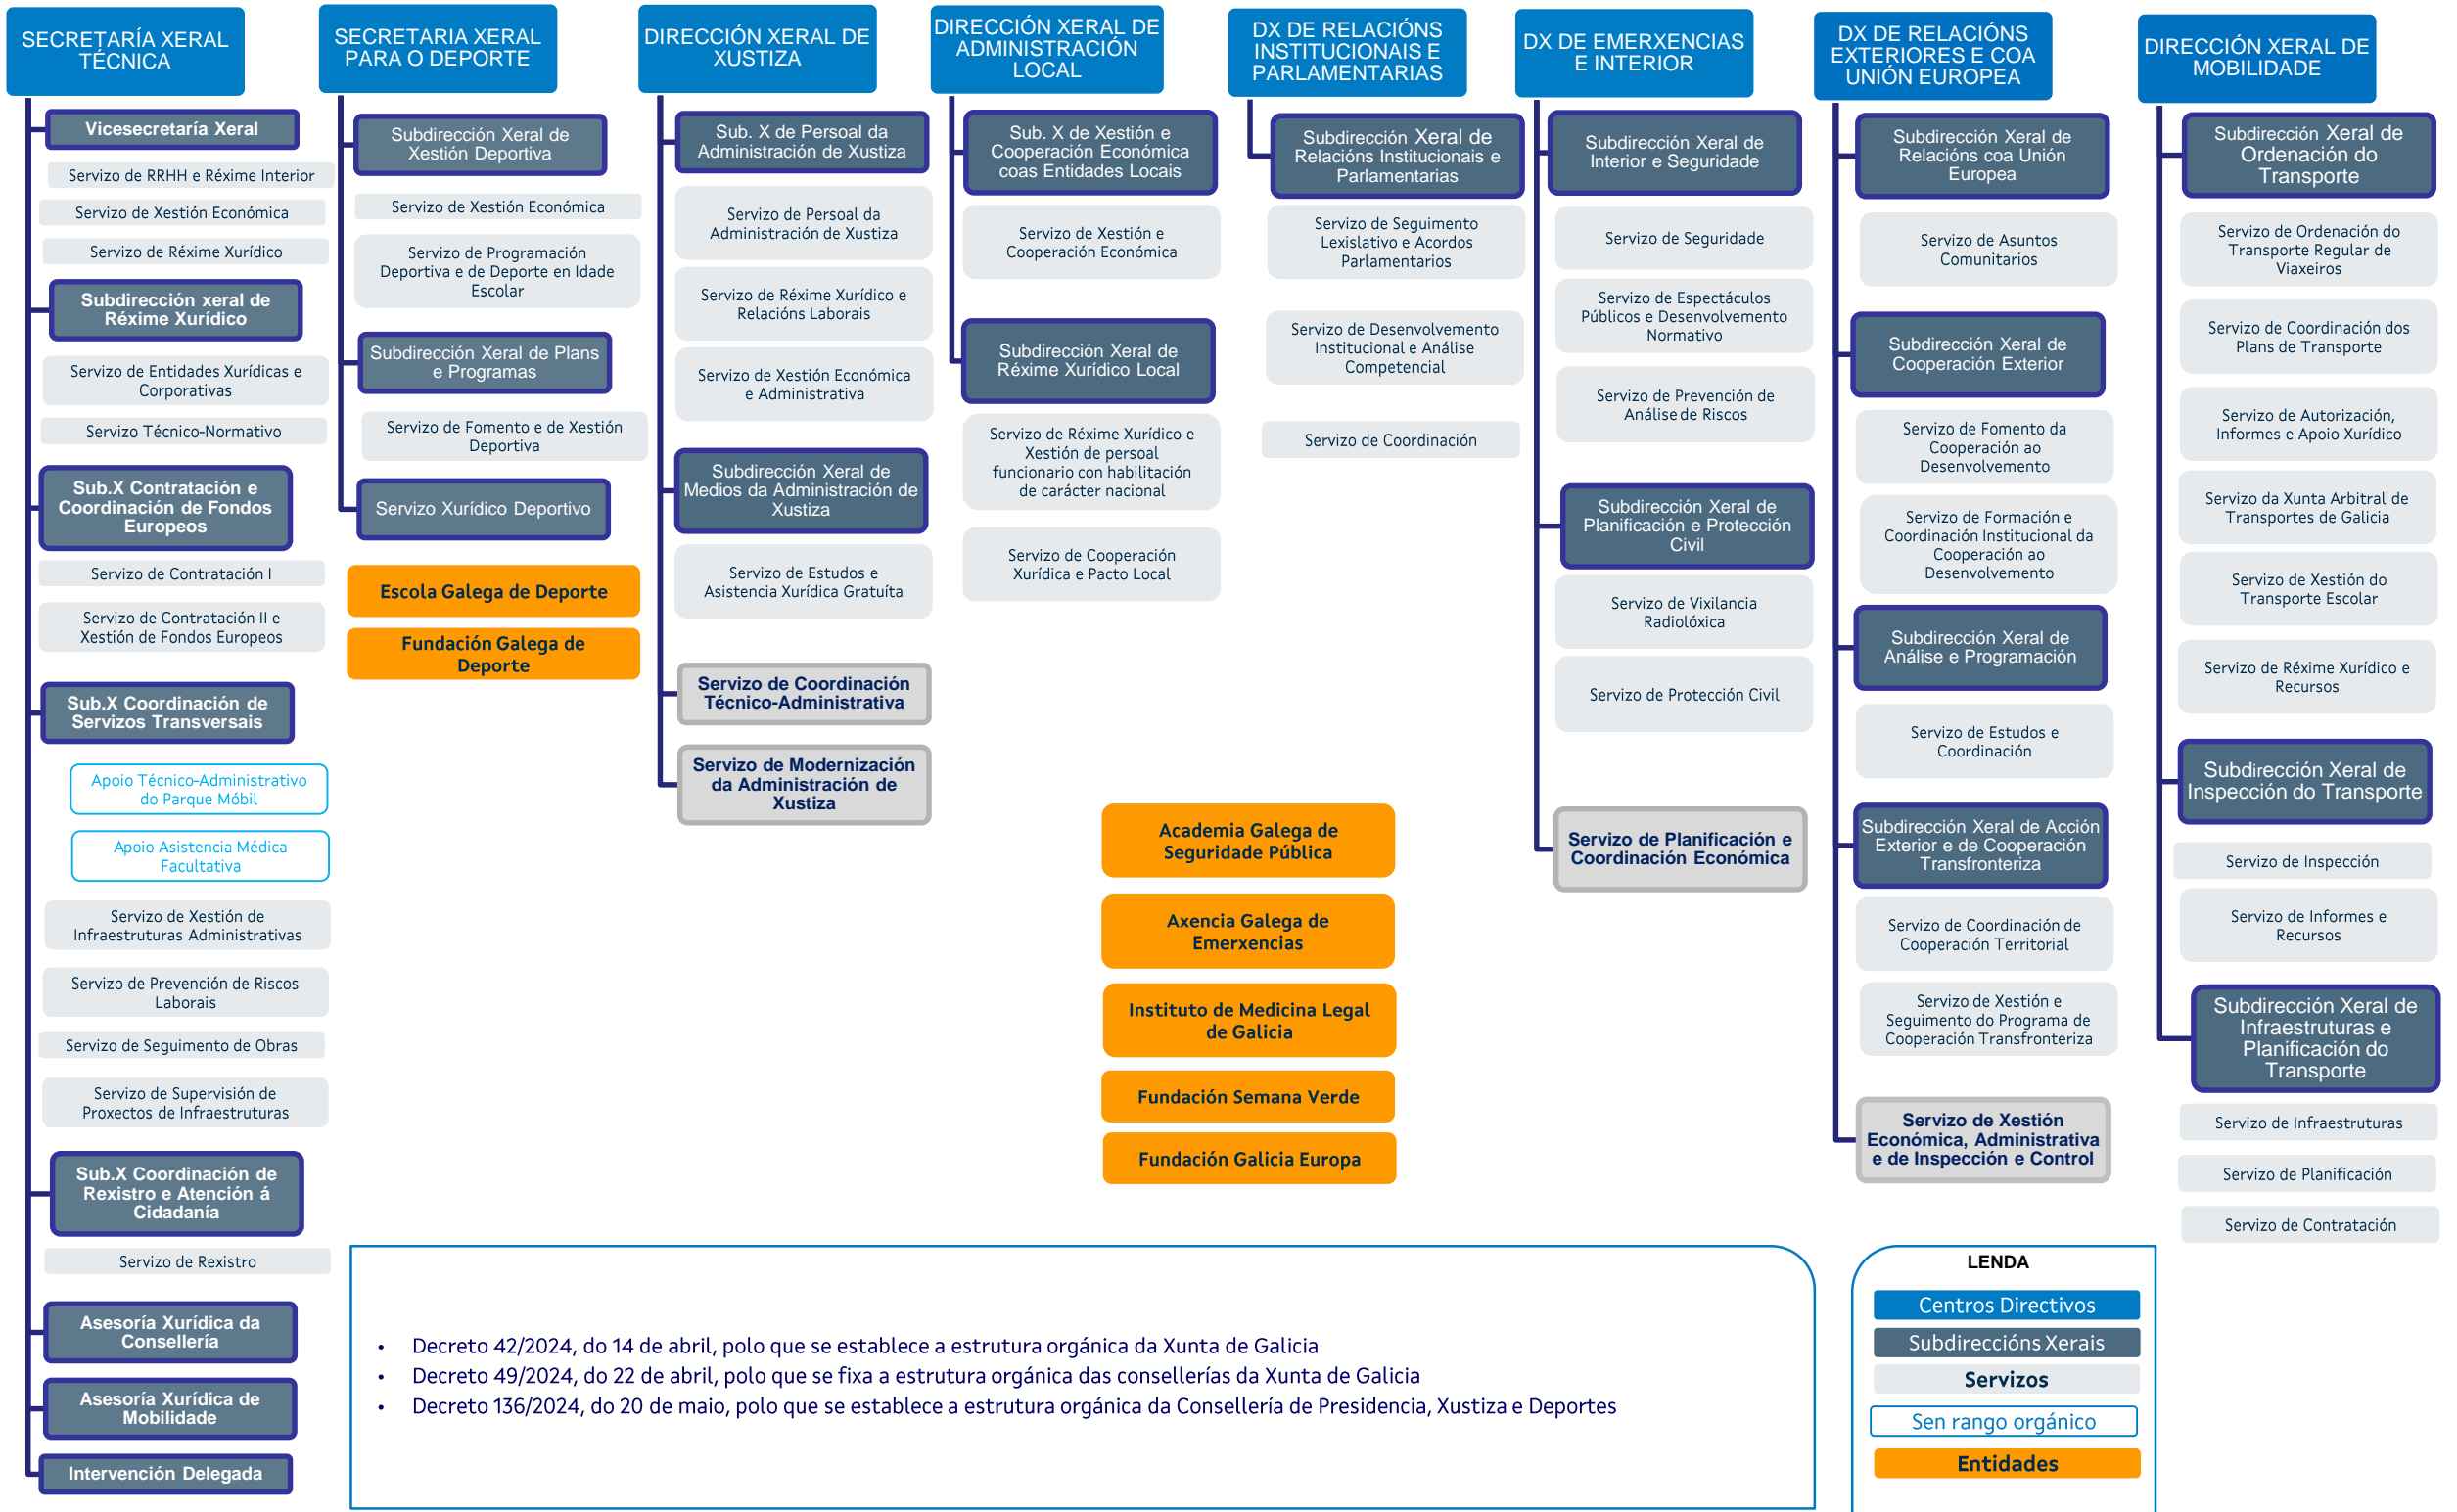 SECRETARÍA XERAL
TÉCNICA
Vicesecretaría Xeral
Servizo de RRHH e Réxime Interior
Servizo de Xestión Económica
Servizo de Réxime Xurídico
Subdirección xeral de
Réxime Xurídico
Servizo de Entidades Xurídicas e
Corporativas
Servizo Técnico-Normativo
Sub.X Contratación e
Coordinación de Fondos
Europeos
Servizo de Contratación I
Servizo de Contratación II e
Xestión de Fondos Europeos
Sub.X Coordinación de
Servizos Transversais
Apoio Técnico-Administrativo
do Parque Móbil
Apoio Asistencia Médica
Facultativa
Servizo de Xestión de
Infraestruturas Administrativas
Servizo de Prevención de Riscos
Laborais
Servizo de Seguimento de Obras
Servizo de Supervisión de
Proxectos de Infraestruturas
Sub.X Coordinación de
Rexistro e Atención á
Cidadanía
Servizo de Rexistro
Asesoría Xurídica da
Consellería
Asesoría Xurídica de
Mobilidade
Intervención Delegada
SECRETARIA XERAL
PARA O DEPORTE
Subdirección Xeral de
Xestión Deportiva
Servizo de Xestión Económica
Servizo de Programación
Deportiva e de Deporte en Idade
Escolar
Subdirección Xeral de Plans
e Programas
Servizo de Fomento e de Xestión
Deportiva
Servizo Xurídico Deportivo
Escola Galega de Deporte
Fundación Galega de
Deporte
DIRECCIÓN XERAL DE
XUSTIZA
Sub. X de Persoal da
Administración de Xustiza
Servizo de Persoal da
Administración de Xustiza
Servizo de Réxime Xurídico e
Relacións Laborais
Servizo de Xestión Económica
e Administrativa
Subdirección Xeral de
Medios da Administración de
Xustiza
Servizo de Estudos e
Asistencia Xurídica Gratuíta
Servizo de Coordinación
Técnico-Administrativa
Servizo de Modernización
da Administración de
Xustiza
DIRECCIÓN XERAL DE
ADMINISTRACIÓN
LOCAL
Sub. X de Xestión e
Cooperación Económica
coas Entidades Locais
Servizo de Xestión e
Cooperación Económica
Subdirección Xeral de
Réxime Xurídico Local
Servizo de Réxime Xurídico e
Xestión de persoal
funcionario con habilitación
de carácter nacional
Servizo de Cooperación
Xurídica e Pacto Local
DX DE RELACIÓNS
INSTITUCIONAIS E
PARLAMENTARIAS
Subdirección Xeral de
Relacións Institucionais e
Parlamentarias
Servizo de Seguimento
Lexislativo e Acordos
Parlamentarios
Servizo de Desenvolvemento
Institucional e Análise
Competencial
Servizo de Coordinación
Academia Galega de
Seguridade Pública
Axencia Galega de
Emerxencias
Instituto de Medicina Legal
de Galicia
Fundación Semana Verde
Fundación Galicia Europa
DX DE EMERXENCIAS
E INTERIOR
Subdirección Xeral de
Interior e Seguridade
Servizo de Seguridade
Servizo de Espectáculos
Públicos e Desenvolvemento
Normativo
Servizo de Prevención de
Análise de Riscos
Subdirección Xeral de
Planificación e Protección
Civil
Servizo de Vixilancia
Radiolóxica
Servizo de Protección Civil
Servizo de Planificación e
Coordinación Económica
DX DE RELACIÓNS
EXTERIORES E COA
UNIÓN EUROPEA
Subdirección Xeral de
Relacións coa Unión
Europea
Servizo de Asuntos
Comunitarios
Subdirección Xeral de
Cooperación Exterior
Servizo de Fomento da
Cooperación ao
Desenvolvemento
Servizo de Formación e
Coordinación Institucional da
Cooperación ao
Desenvolvemento
Subdirección Xeral de
Análise e Programación
Servizo de Estudos e
Coordinación
Subdirección Xeral de Acción
Exterior e de Cooperación
Transfronteriza
Servizo de Coordinación de
Cooperación Territorial
Servizo de Xestión e
Seguimento do Programa de
Cooperación Transfronteriza
Servizo de Xestión
Económica, Administrativa
e de Inspección e Control
DIRECCIÓN XERAL DE
MOBILIDADE
Subdirección Xeral de
Ordenación do
Transporte
Servizo de Ordenación do
Transporte Regular de
Viaxeiros
Servizo de Coordinación dos
Plans de Transporte
Servizo de Autorización,
Informes e Apoio Xurídico
Servizo da Xunta Arbitral de
Transportes de Galicia
Servizo de Xestión do
Transporte Escolar
Servizo de Réxime Xurídico e
Recursos
Subdirección Xeral de
Inspección do Transporte
Servizo de Inspección
Servizo de Informes e
Recursos
Subdirección Xeral de
Infraestruturas e
Planificación do
Transporte
Servizo de Infraestruturas
Servizo de Planificación
Servizo de Contratación
• Decreto 42/2024, do 14 de abril, polo que se establece a estrutura orgánica da Xunta de Galicia
• Decreto 49/2024, do 22 de abril, polo que se fixa a estrutura orgánica das consellerías da Xunta de Galicia
• Decreto 136/2024, do 20 de maio, polo que se establece a estrutura orgánica da Consellería de Presidencia, Xustiza e Deportes
LENDA
Centros Directivos
Subdireccións Xerais
Servizos
Sen rango orgánico
Entidades